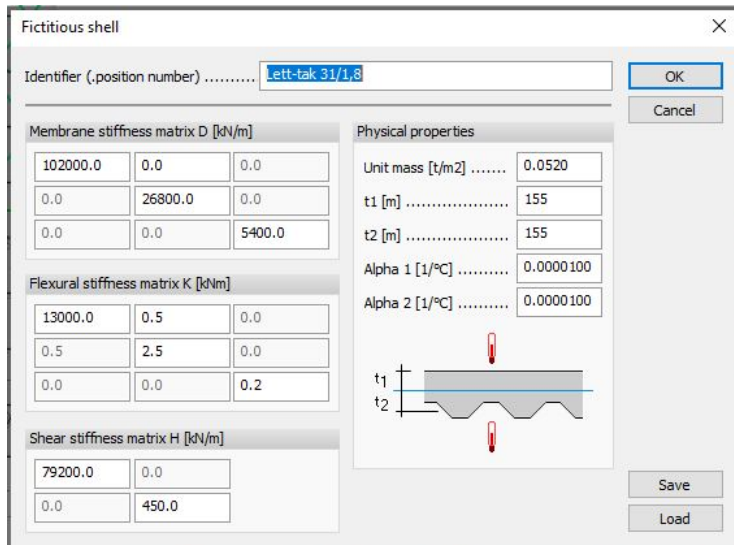 Fictitious shell
Identifier (.position number) .......... Lett-tak 31/1,8
OK
Cancel
Membrane stiffness matrix D [kN/m]
102000.0 0.0 0.0
0.0 26800.0 0.0
0.0 0.0 5400.0
Flexural stiffness matrix K [kNm]
13000.0 0.5 0.0
0.5 2.5 0.0
0.0 0.0 0.2
Shear stiffness matrix H [kN/m]
79200.0 0.0
0.0 450.0
Physical properties
Unit mass [t/m2] ....... 0.0520
t1 [m] .................... 155
t2 [m] .................... 155
Alpha 1 [1/°C] .......... 0.0000100
Alpha 2 [1/°C] .......... 0.0000100
t1
t2
Save
Load